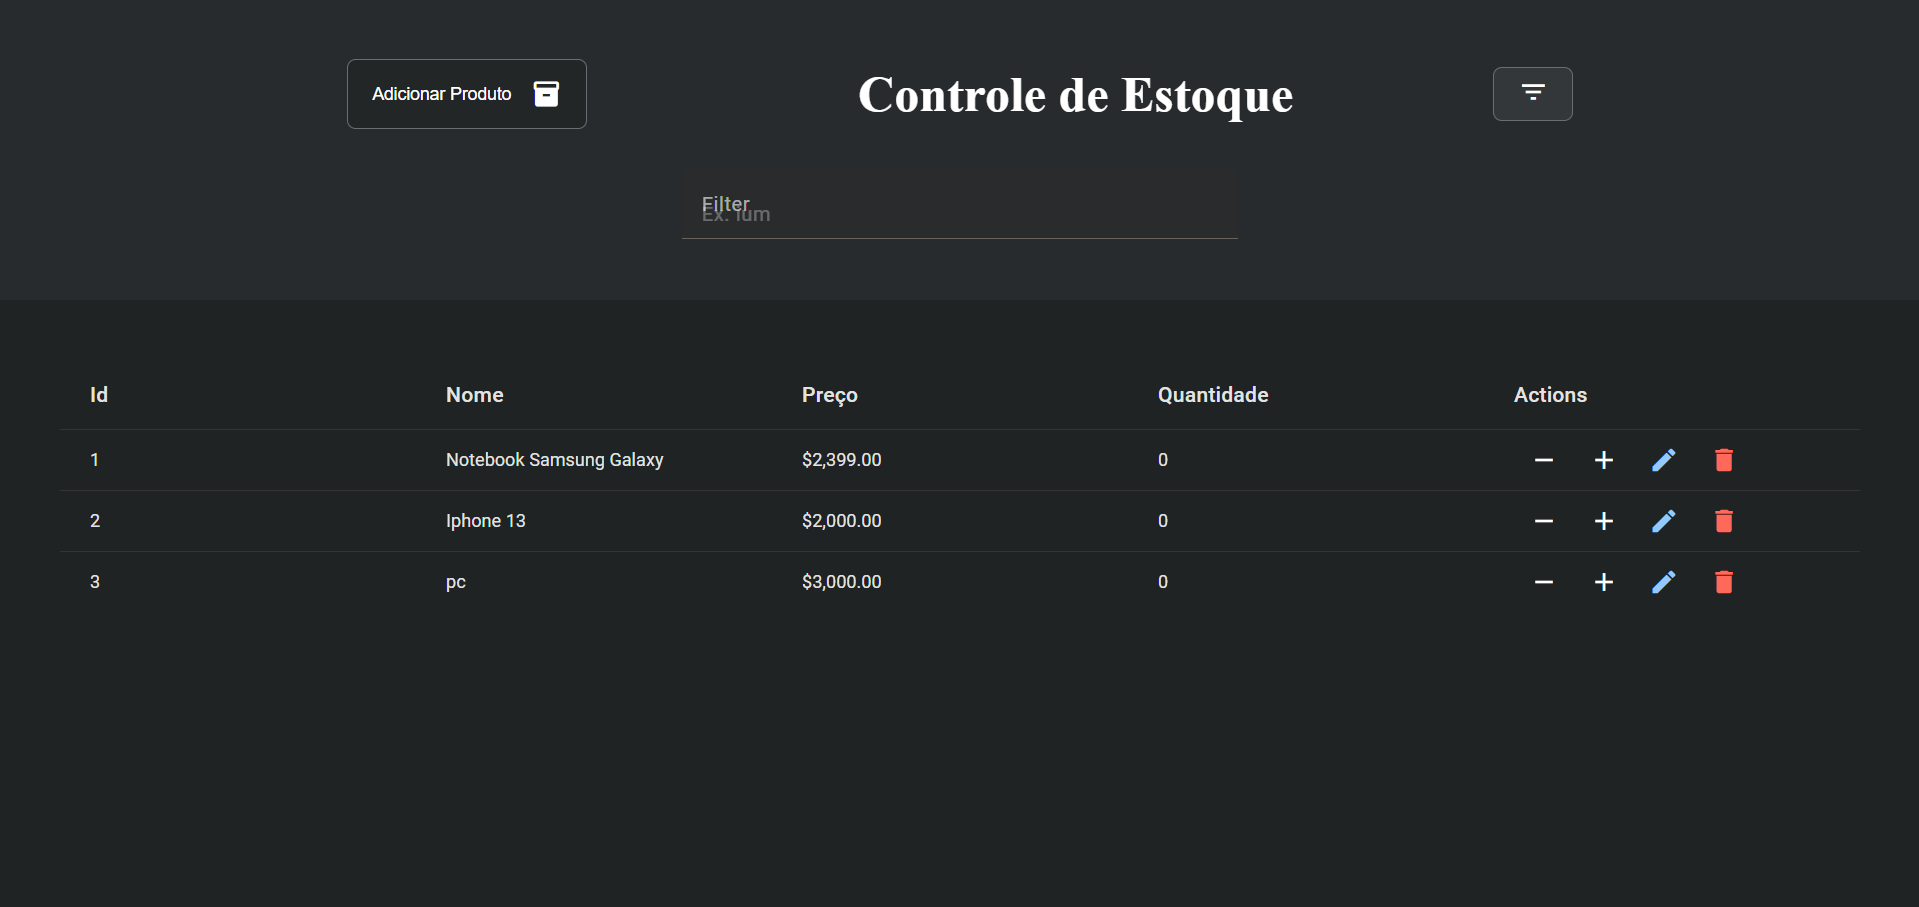 Adicionar Produto
Controle de Estoque
Filter
Ex. ium
Id Nome Preço Quantidade Actions
1 Notebook Samsung Galaxy $2,399.00 0
2 Iphone 13 $2,000.00 0
3 pc $3,000.00 0